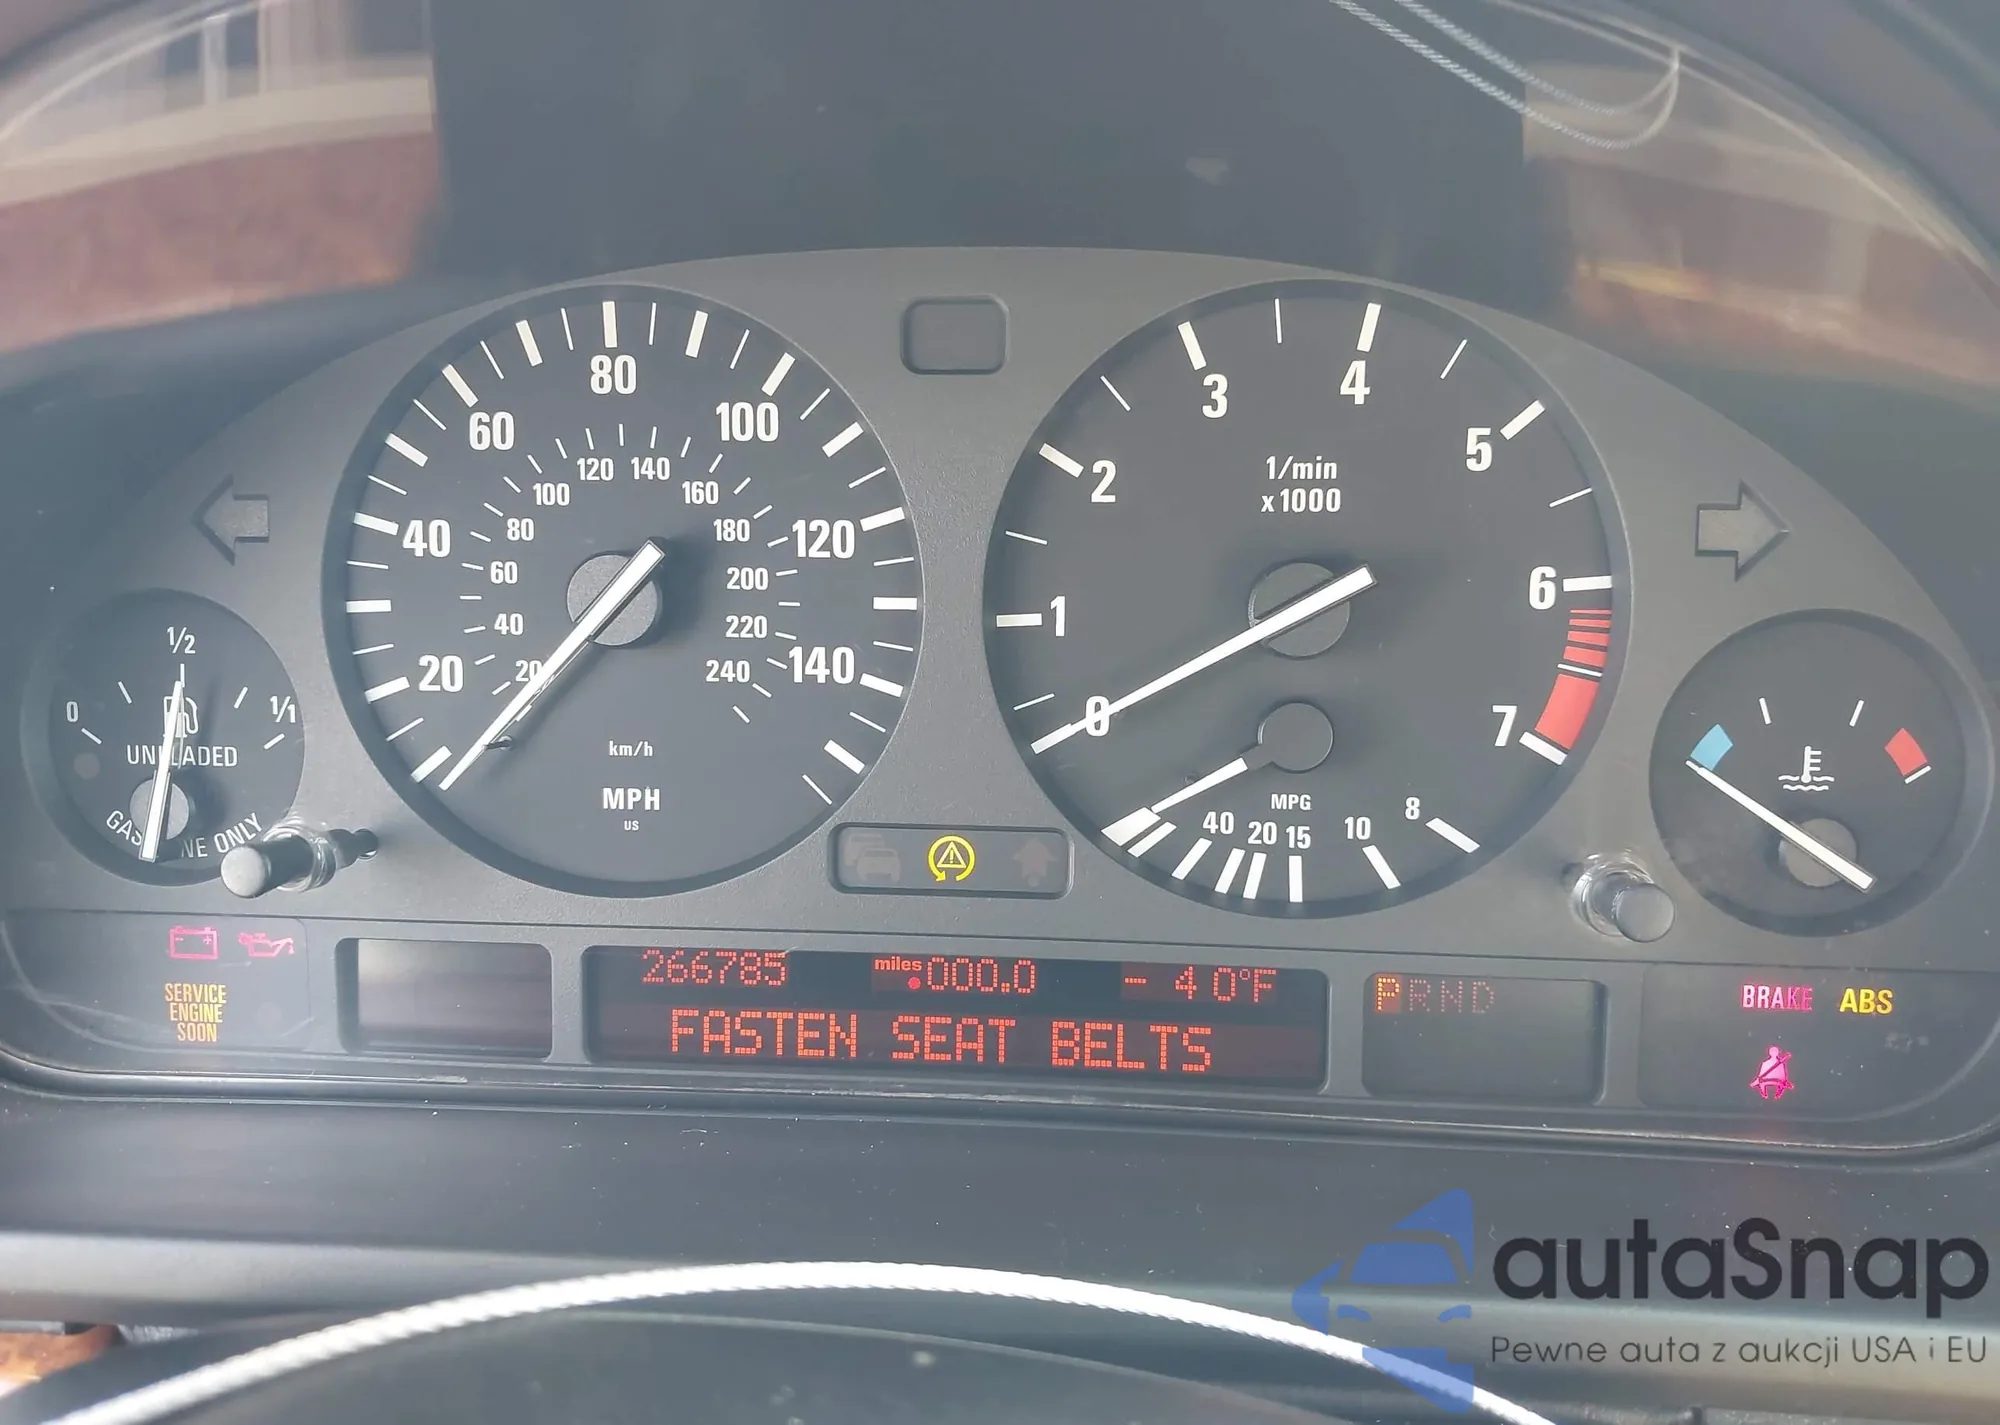 80
60
100
120 140
100
160
40
80
180
120
60
200
40
220
20
20
240
140
km/h
MPH
US
1/2
0
1/1
UNLEADED
GASOLINE ONLY
3
4
2
5
1/min
x1000
1
6
0
7
MPG
40 20 15 10 8
SERVICE
ENGINE
SOON
266785 miles 000.0 -40°F
FASTEN SEAT BELTS
PRND
BRAKE ABS
autaSnap
Pewne auta z aukcji USA i EU